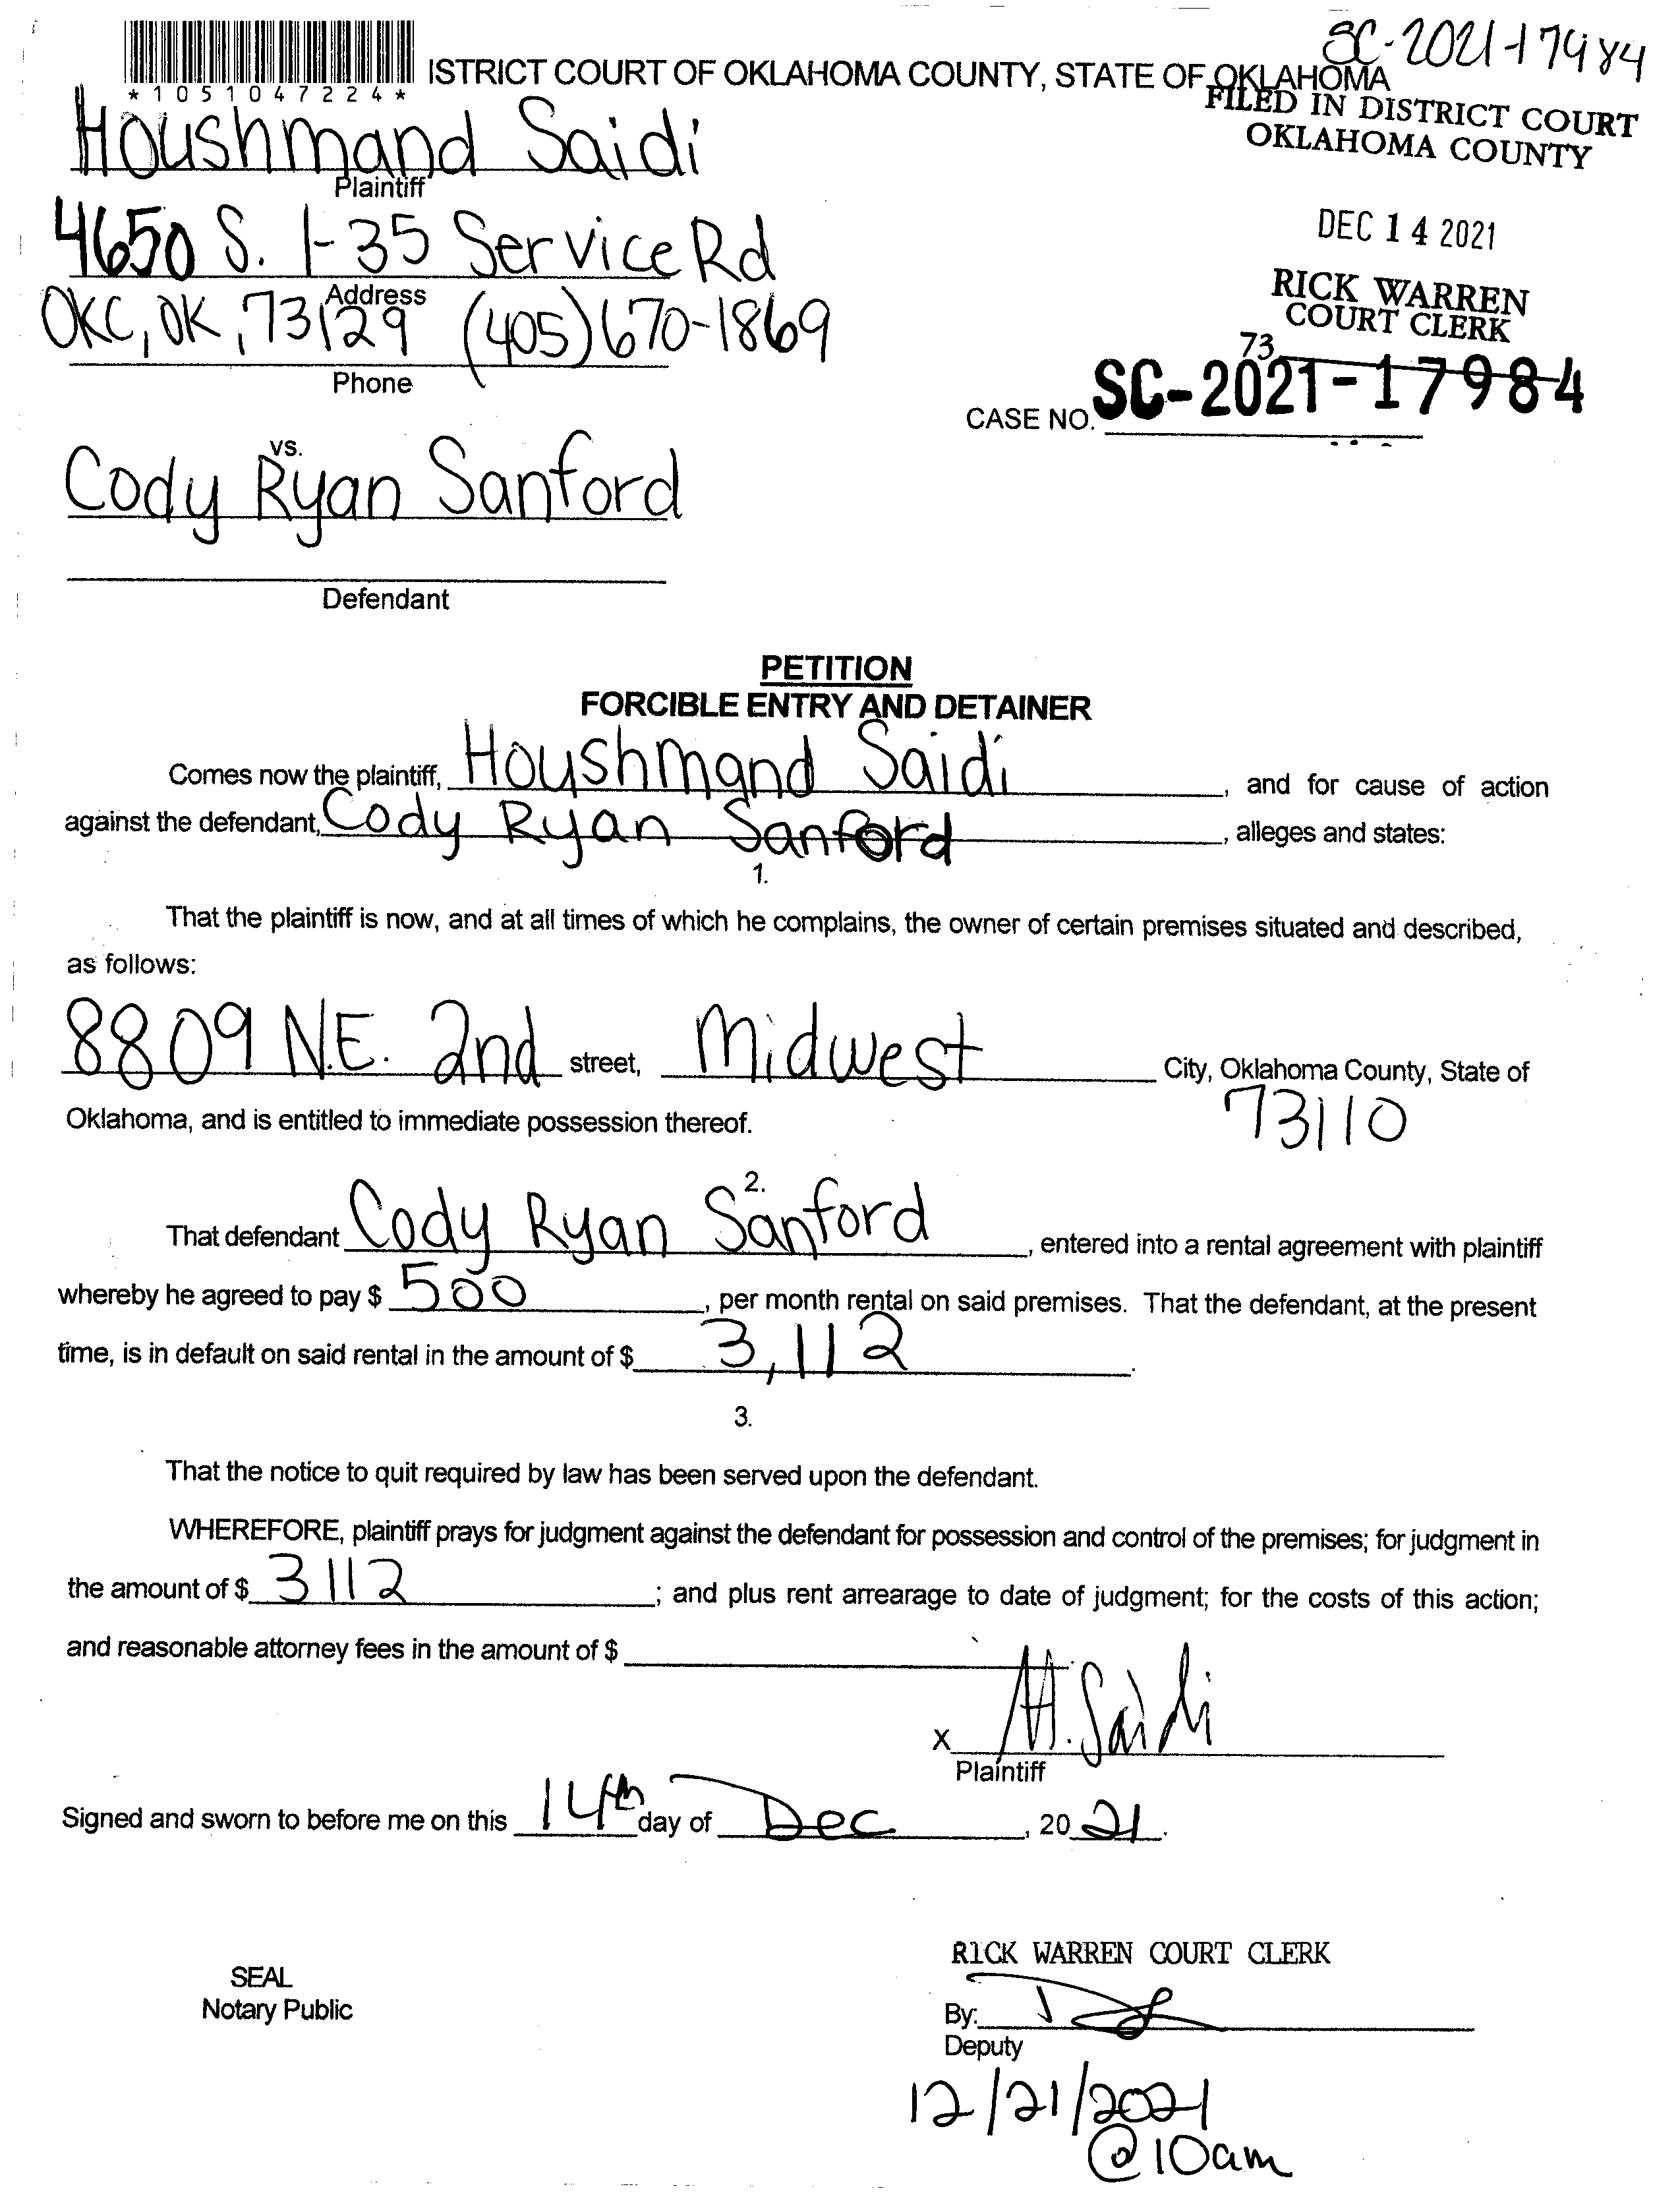 SC-2021-17984
ISTRICT COURT OF OKLAHOMA COUNTY, STATE OF OKLAHOMA
*1051047224*
FILED IN DISTRICT COURT
OKLAHOMA COUNTY
Houshmand Saidi
Plaintiff
DEC 14 2021
4650 S. I-35 Service Rd
Address
RICK WARREN
COURT CLERK
OKC, OK, 73129 (405) 670-1869
Phone
73
CASE NO. SC-2021-17984
vs.
Cody Ryan Sanford
Defendant
PETITION
FORCIBLE ENTRY AND DETAINER
Comes now the plaintiff, Houshmand Saidi, and for cause of action
against the defendant, Cody Ryan Sanford, alleges and states:
1.
That the plaintiff is now, and at all times of which he complains, the owner of certain premises situated and described,
as follows:
8809 N.E. 2nd street, Midwest City, Oklahoma County, State of
Oklahoma, and is entitled to immediate possession thereof. 73110
2.
That defendant Cody Ryan Sanford, entered into a rental agreement with plaintiff
whereby he agreed to pay $ 500, per month rental on said premises. That the defendant, at the present
time, is in default on said rental in the amount of $ 3,112.
3.
That the notice to quit required by law has been served upon the defendant.
WHEREFORE, plaintiff prays for judgment against the defendant for possession and control of the premises; for judgment in
the amount of $ 3112; and plus rent arrearage to date of judgment; for the costs of this action;
and reasonable attorney fees in the amount of $
X H. Saidi
Plaintiff
Signed and sworn to before me on this 14th day of Dec, 20 21.
RICK WARREN COURT CLERK
SEAL
Notary Public
By:
Deputy
12/21/2021
@10am